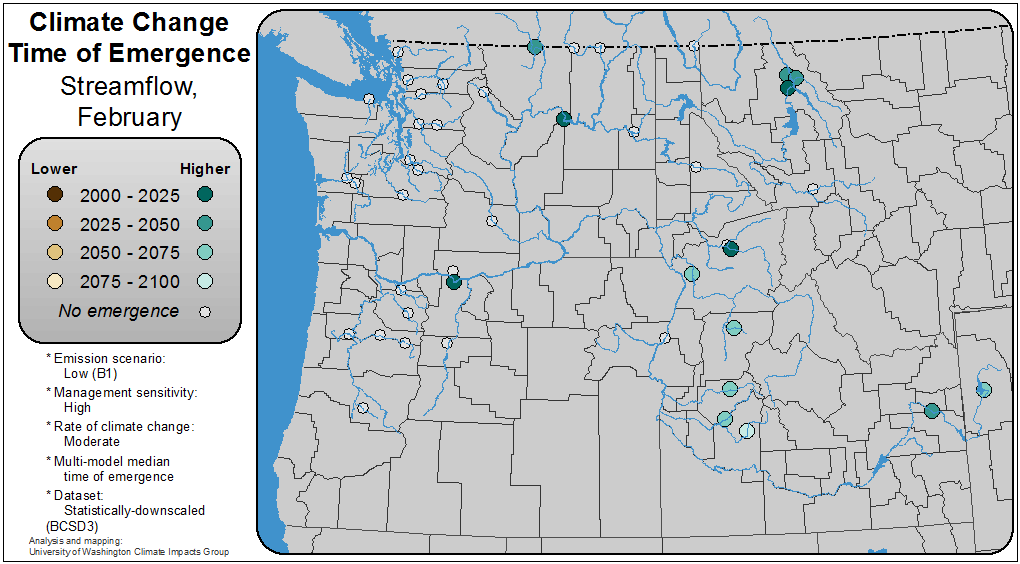 Climate Change
Time of Emergence
Streamflow,
February
Lower Higher
2000 - 2025
2025 - 2050
2050 - 2075
2075 - 2100
No emergence
* Emission scenario:
Low (B1)
* Management sensitivity:
High
* Rate of climate change:
Moderate
* Multi-model median
time of emergence
* Dataset:
Statistically-downscaled
(BCSD3)
Analysis and mapping:
University of Washington Climate Impacts Group